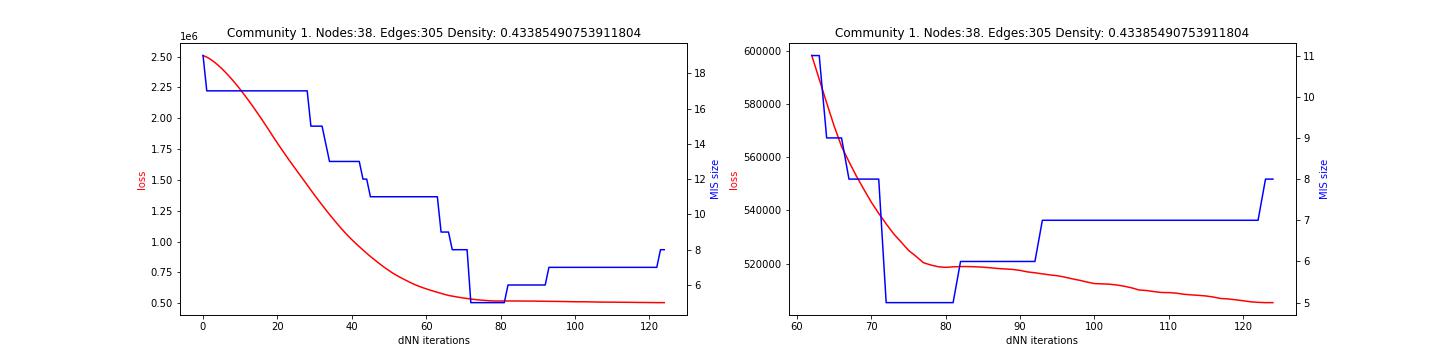 Community 1. Nodes:38. Edges:305 Density: 0.43385490753911804
1e6
2.50
2.25
2.00
1.75
1.50
1.25
1.00
0.75
0.50
loss
0 20 40 60 80 100 120
dNN iterations
18
16
14
12
10
8
6
MIS size
Community 1. Nodes:38. Edges:305 Density: 0.43385490753911804
600000
580000
560000
540000
520000
loss
60 70 80 90 100 110 120
dNN iterations
11
10
9
8
7
6
5
MIS size